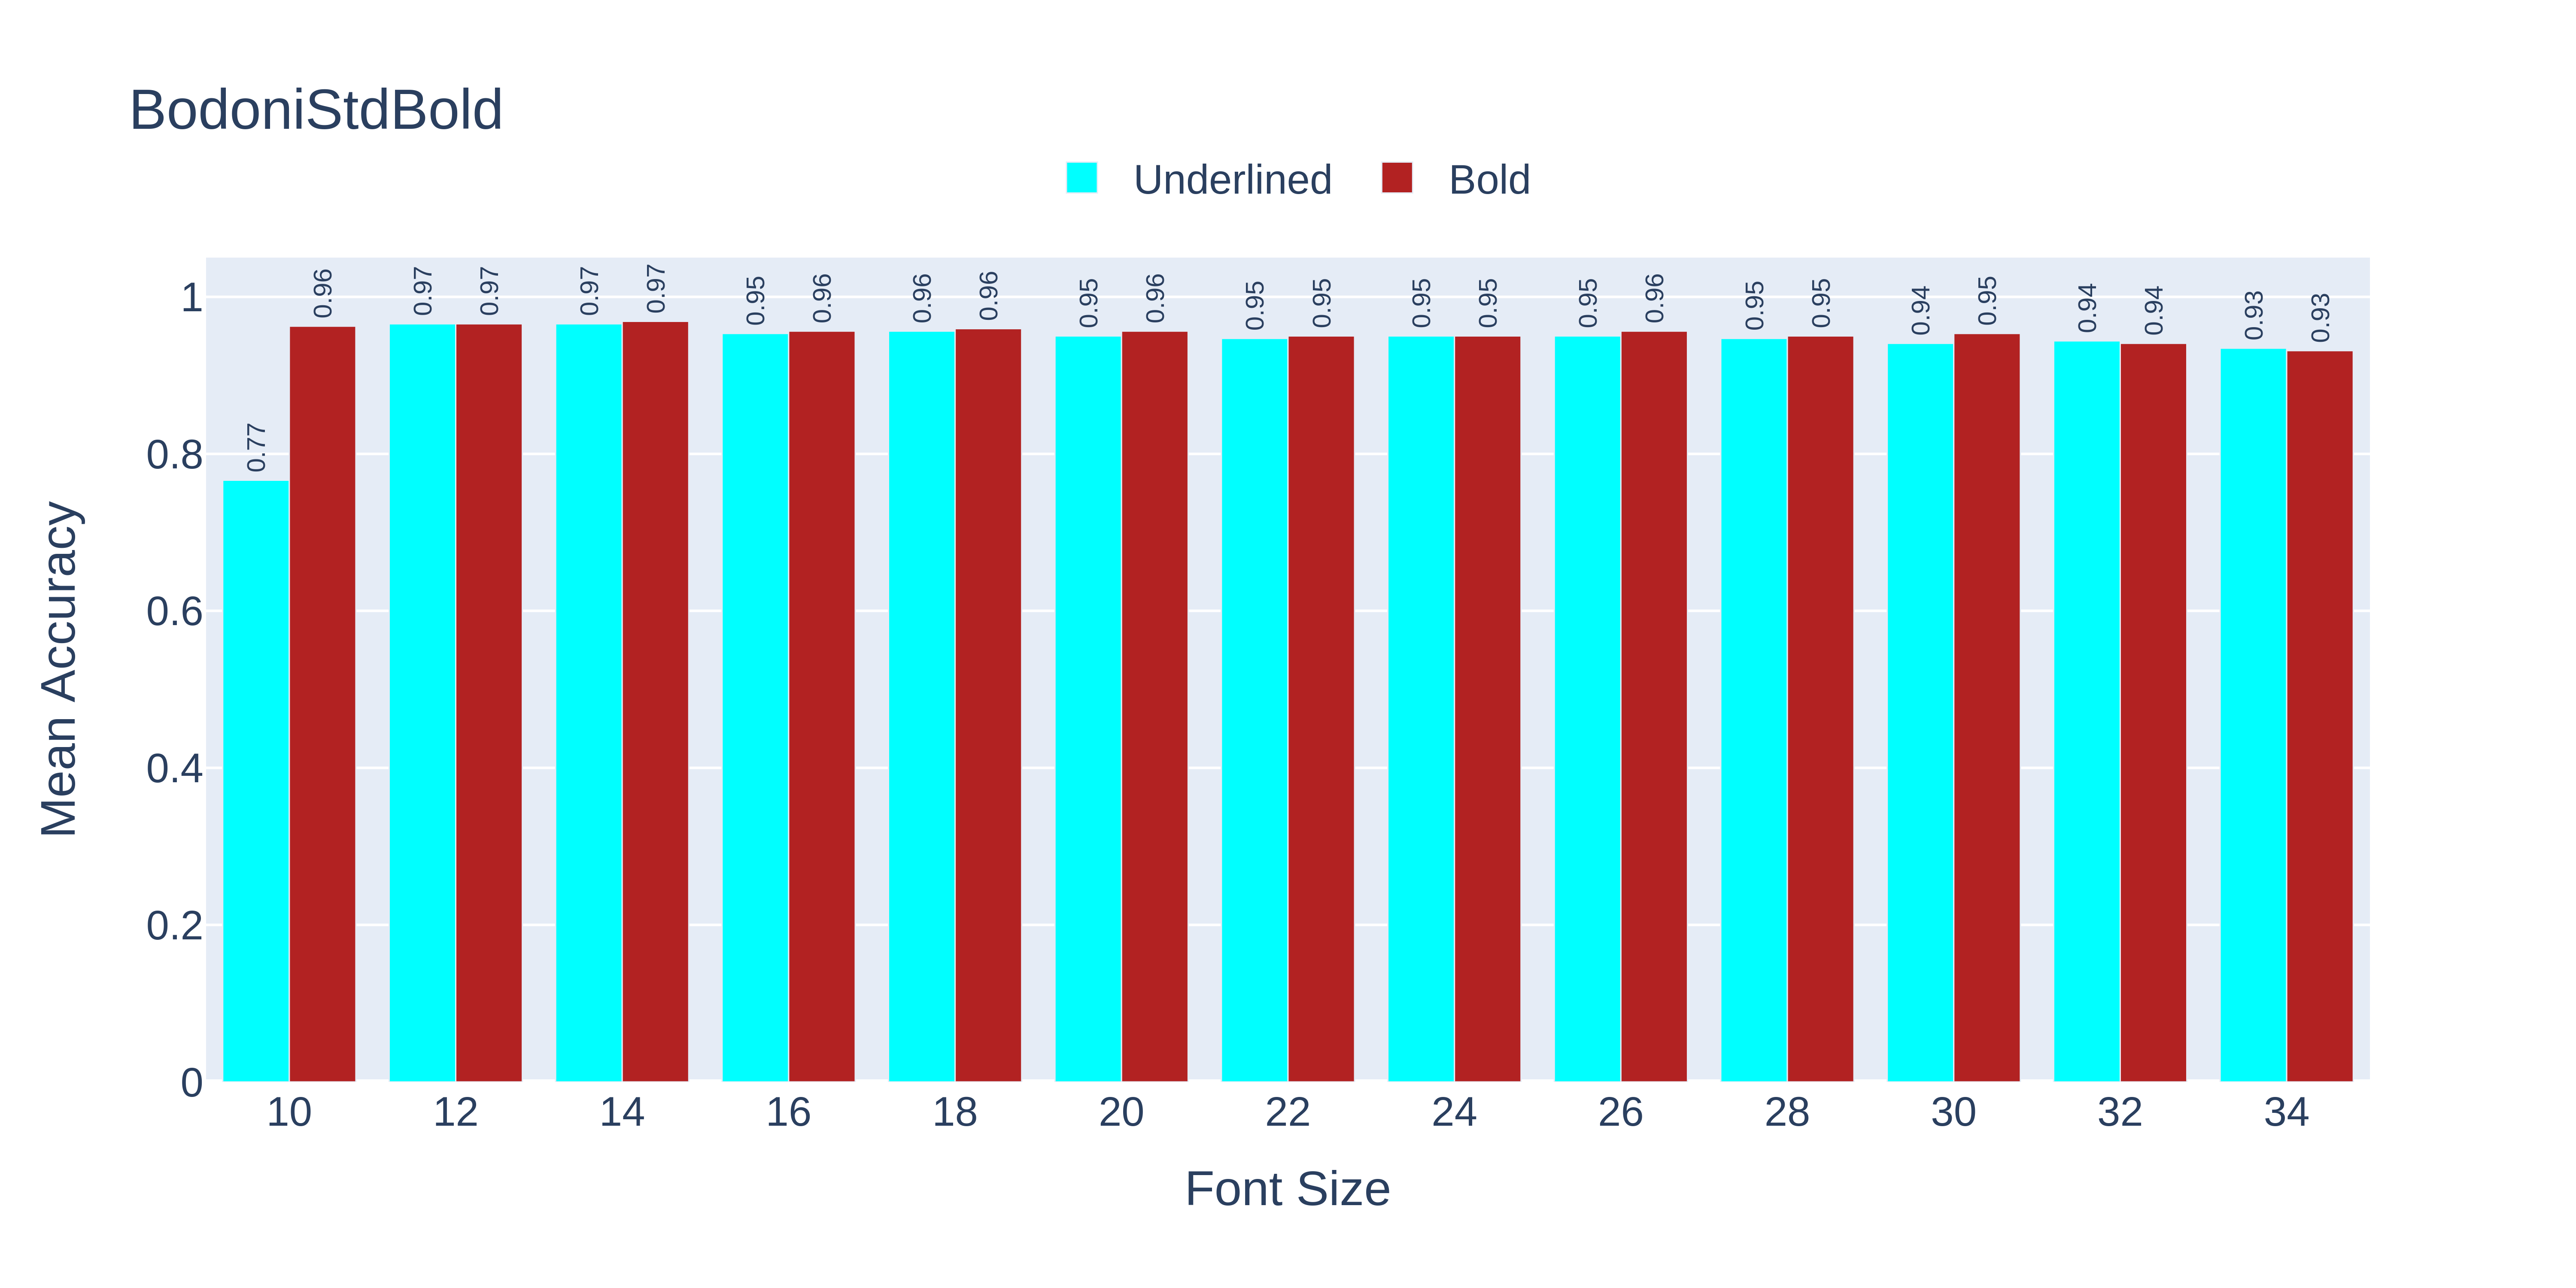 BodoniStdBold
Underlined Bold
0.77 0.96 0.97 0.97 0.97 0.97 0.95 0.96 0.96 0.96 0.95 0.96 0.95 0.95 0.95 0.95 0.95 0.96 0.95 0.95 0.94 0.95 0.94 0.94 0.93 0.93
1
0.8
0.6
0.4
0.2
0
Mean Accuracy
10 12 14 16 18 20 22 24 26 28 30 32 34
Font Size